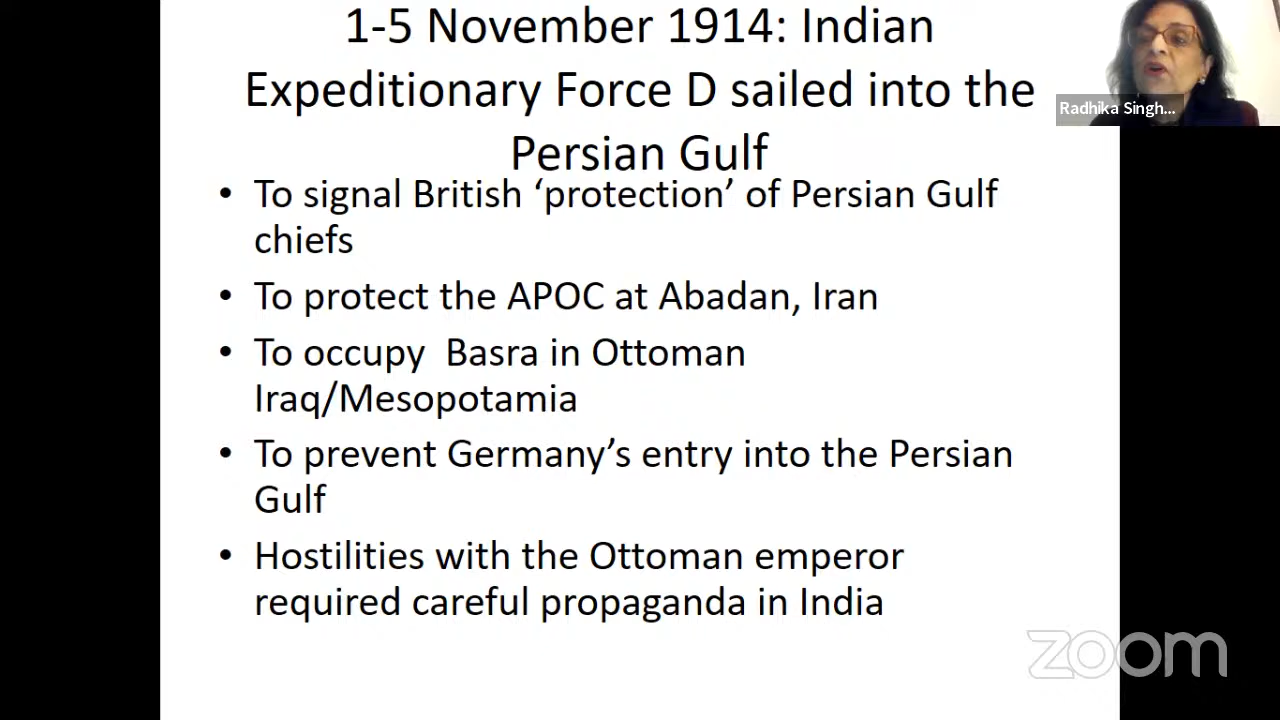 1-5 November 1914: Indian
Expeditionary Force D sailed into the
Persian Gulf
Radhika Singh...
• To signal British ‘protection’ of Persian Gulf
chiefs
• To protect the APOC at Abadan, Iran
• To occupy  Basra in Ottoman
Iraq/Mesopotamia
• To prevent Germany’s entry into the Persian
Gulf
• Hostilities with the Ottoman emperor
required careful propaganda in India
zoom